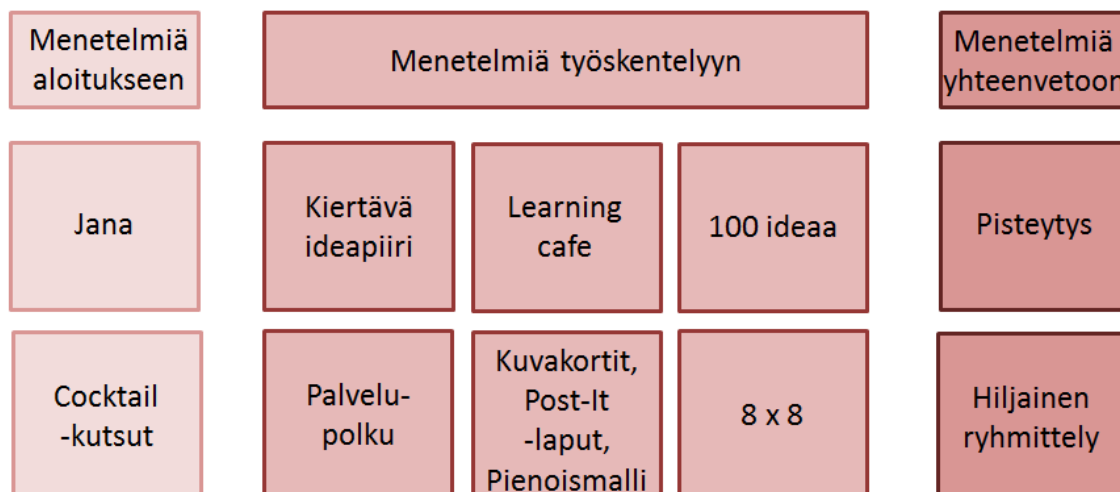 Menetelmiä
aloitukseen
Menetelmiä työskentelyyn
Menetelmiä
yhteenvetoon
Jana
Kiertävä
ideapiiri
Learning
cafe
100 ideaa
Pisteytys
Cocktail
-kutsut
Palvelu-
polku
Kuvakortit,
Post-It
-laput,
Pienoismalli
8 x 8
Hiljainen
ryhmittely